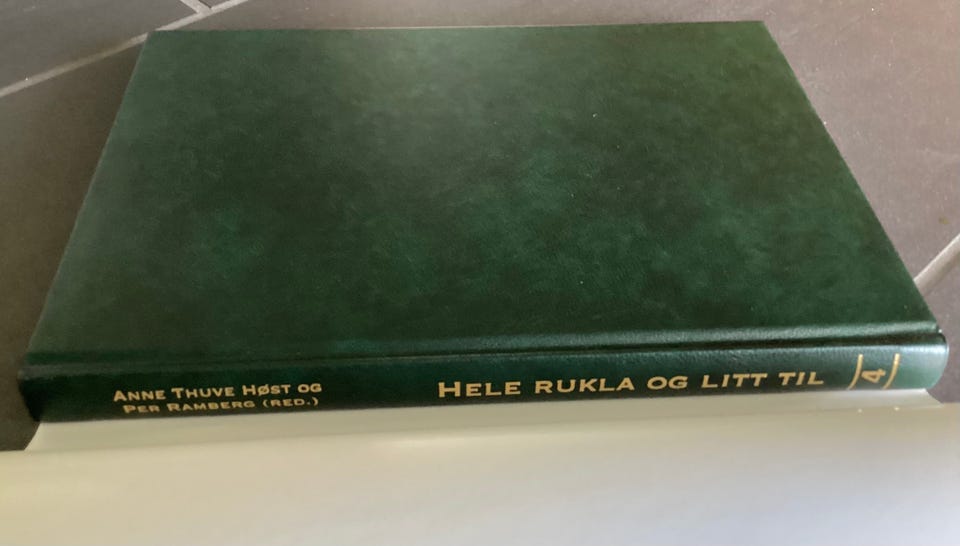 ANNE THUVE HØST OG
PER RAMBERG (RED.)
HELE RUKLA OG LITT TIL
4